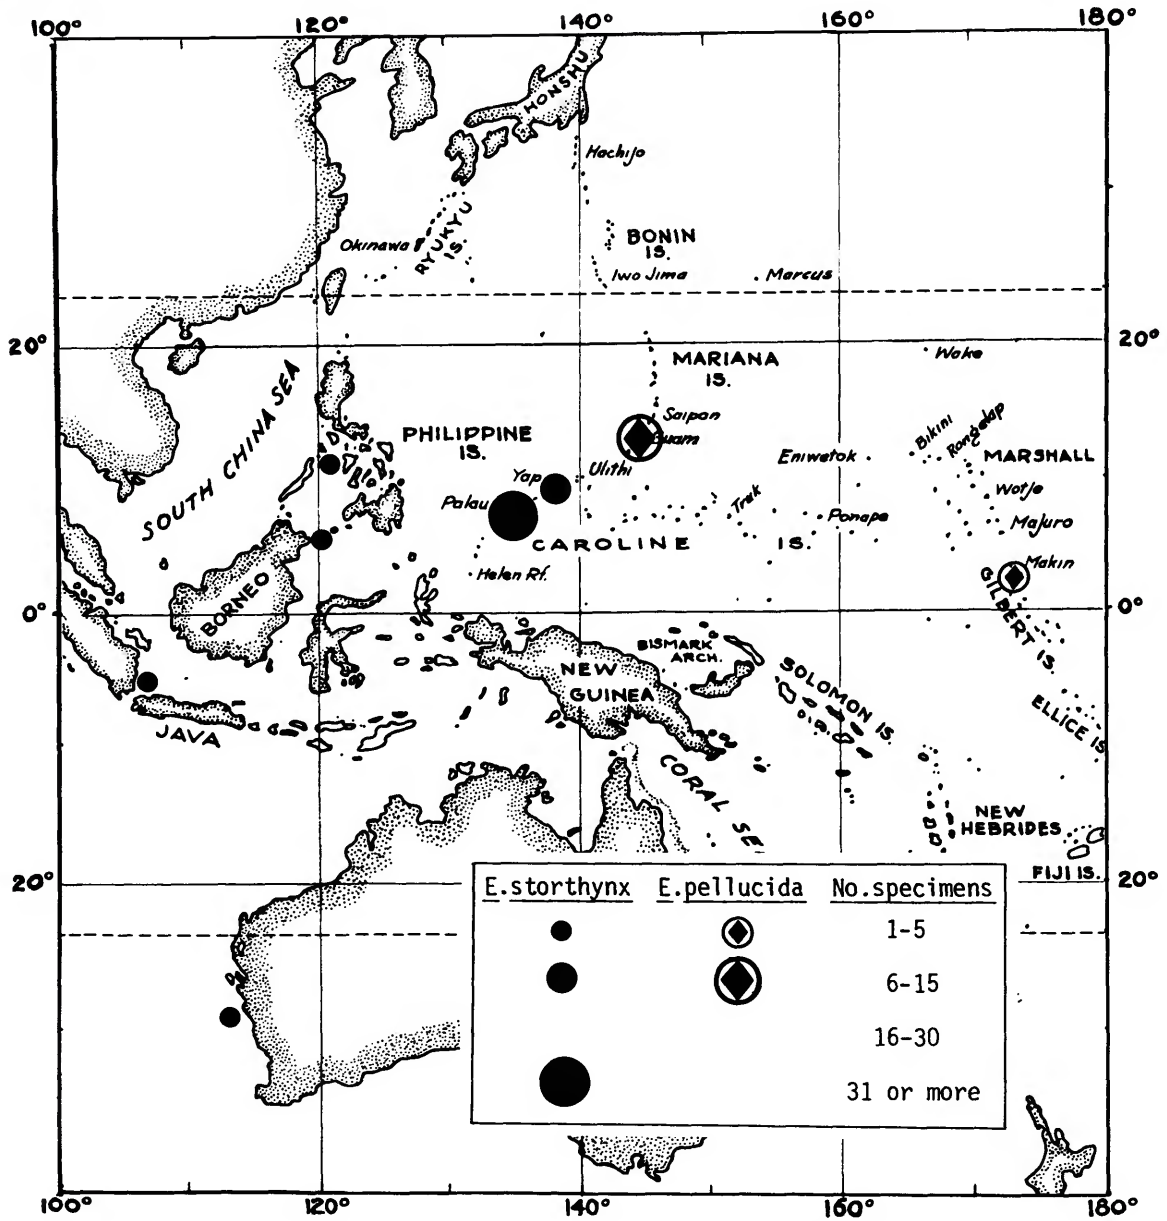 100° 120° 140° 160° 180°
HONSHU
Hachijo
RYUKYU
IS.
Okinawa
BONIN
IS.
Iwo Jima
Marcus
20° 20°
MARIANA
IS.
Wake
SOUTH CHINA SEA
Saipan
Guam
PHILIPPINE
IS.
Bikini
Rongelap
Eniwetok
MARSHALL
Ulithi
Yap
Wotje
Palau
Truk
Ponape
Majuro
CAROLINE IS.
Makin
Helen Rf.
BORNEO
GILBERT IS.
0° 0°
BISMARK
ARCH.
NEW
GUINEA
SOLOMON IS.
ELLICE IS
JAVA
CORAL SE
NEW
HEBRIDES
FIJI IS.
20° 20°
E.storthynx E.pellucida No.specimens
1-5
6-15
16-30
31 or more
100° 120° 140° 160° 180°